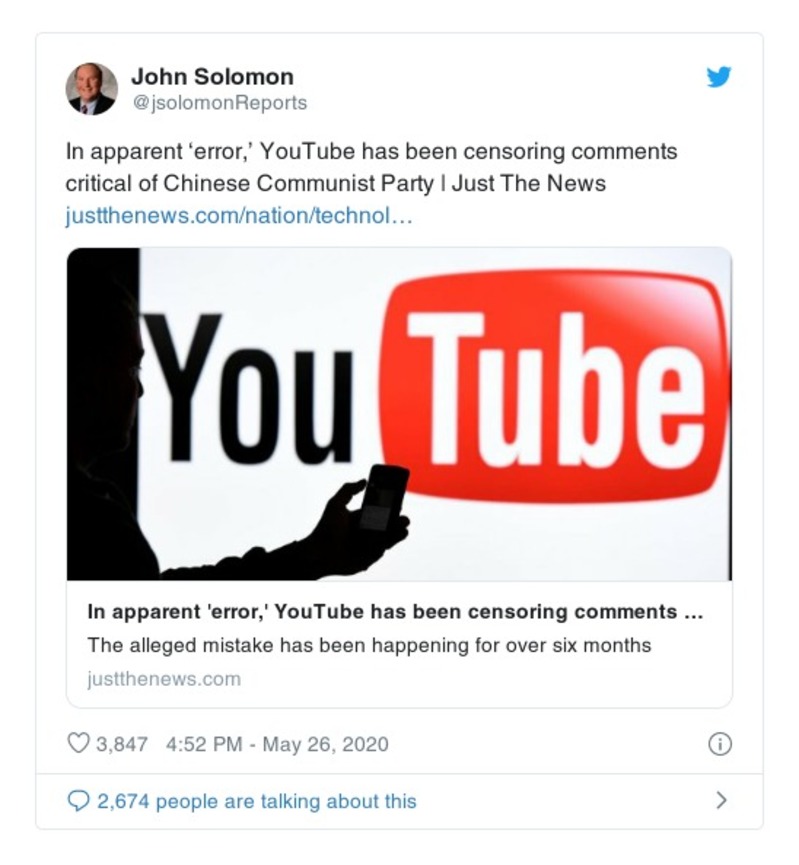 John Solomon
@jsolomonReports
In apparent ‘error,’ YouTube has been censoring comments
critical of Chinese Communist Party | Just The News
justthenews.com/nation/technol…
You Tube
In apparent 'error,' YouTube has been censoring comments ...
The alleged mistake has been happening for over six months
justthenews.com
3,847 4:52 PM - May 26, 2020
2,674 people are talking about this